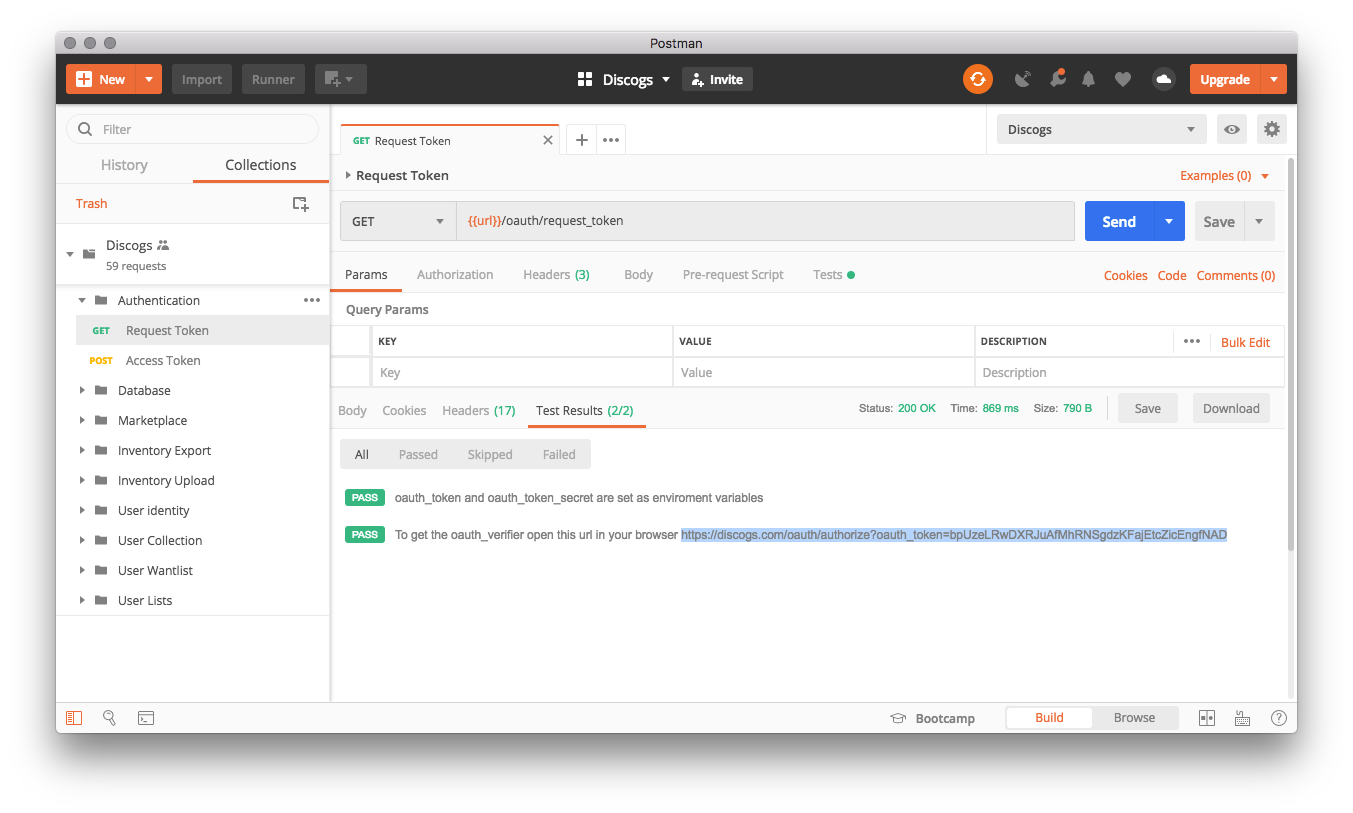 Postman
New
Import
Runner
Discogs
Invite
Upgrade
Filter
History
Collections
Trash
Discogs
59 requests
Authentication
GET Request Token
POST Access Token
Database
Marketplace
Inventory Export
Inventory Upload
User identity
User Collection
User Wantlist
User Lists
GET Request Token
Discogs
Request Token
Examples (0)
GET
{{url}}/oauth/request_token
Send
Save
Params Authorization Headers (3) Body Pre-request Script Tests
Cookies Code Comments (0)
Query Params
KEY VALUE DESCRIPTION
Bulk Edit
Key Value Description
Body Cookies Headers (17) Test Results (2/2)
Status: 200 OK Time: 869 ms Size: 790 B
Save Download
All Passed Skipped Failed
PASS oauth_token and oauth_token_secret are set as enviroment variables
PASS To get the oauth_verifier open this url in your browser https://discogs.com/oauth/authorize?oauth_token=bpUzeLRwDXRJuAfMhRNSgdzKFajEtcZicEngfNAD
Bootcamp
Build
Browse